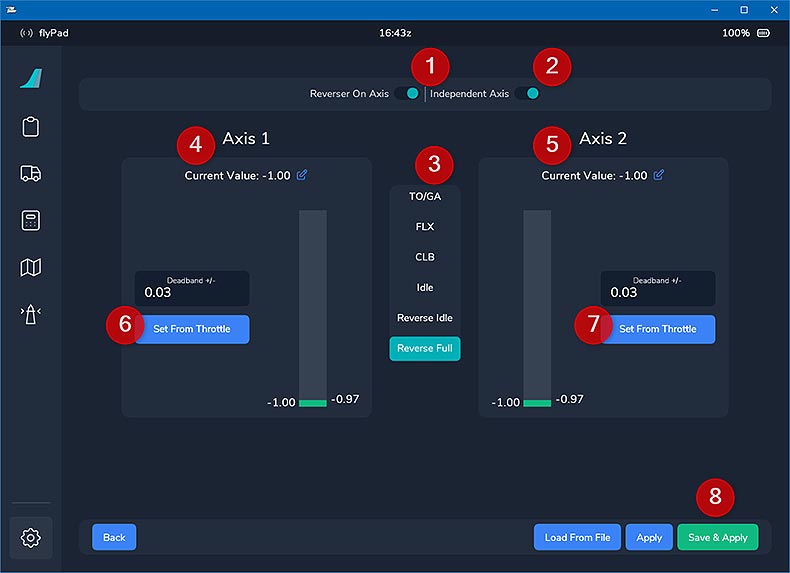 flyPad 16:43z 100%
1 2
Reverser On Axis Independent Axis
4 Axis 1 5 Axis 2
3
Current Value: -1.00 Current Value: -1.00
TO/GA
FLX
CLB
Deadband +/- Deadband +/-
Idle
0.03 0.03
Reverse Idle
6 Set From Throttle 7 Set From Throttle
Reverse Full
-1.00 -0.97 -1.00 -0.97
8
Back Load From File Apply Save & Apply